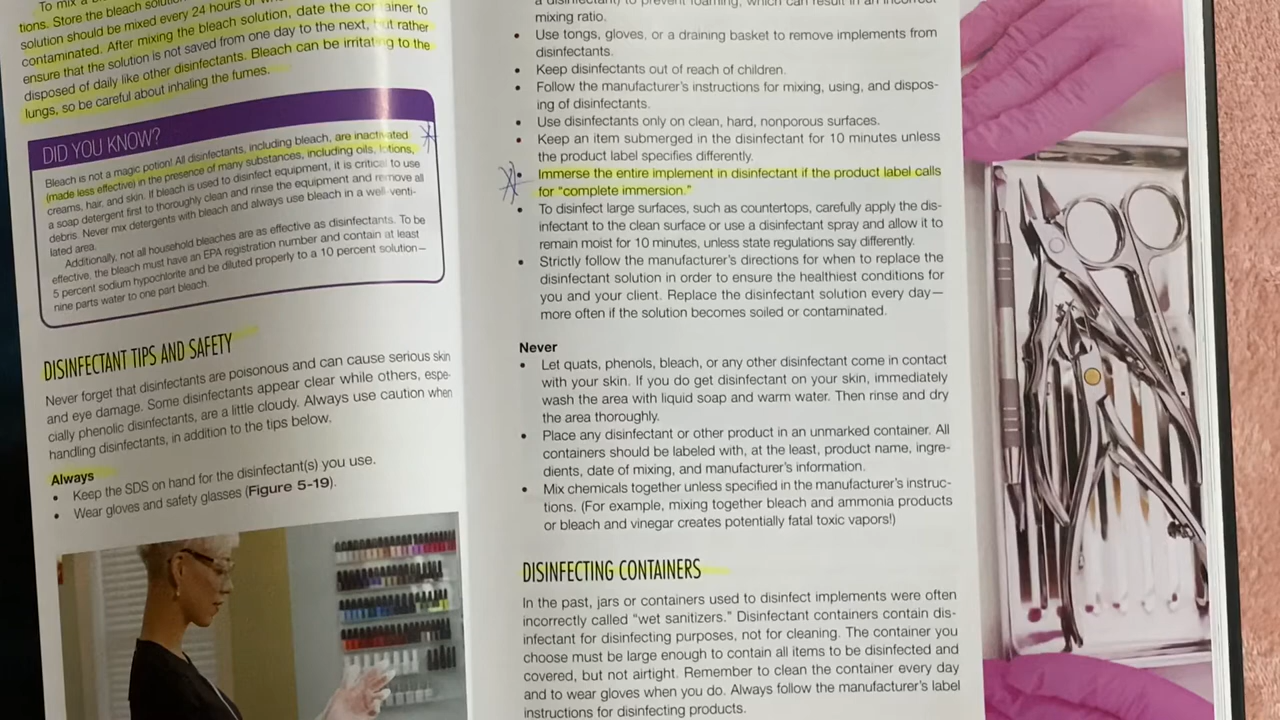 To mix a bleach solution
tions. Store the bleach solution
solution should be mixed every 24 hours or when
contaminated. After mixing the bleach solution, date the container to
ensure that the solution is not saved from one day to the next, but rather
disposed of daily like other disinfectants. Bleach can be irritating to the
lungs, so be careful about inhaling the fumes.
DID YOU KNOW?
Bleach is not a magic potion! All disinfectants, including bleach, are inactivated
(made less effective) in the presence of many substances, including oils, lotions,
creams, hair, and skin. If bleach is used to disinfect equipment, it is critical to use
a soap detergent first to thoroughly clean and rinse the equipment and remove all
debris. Never mix detergents with bleach and always use bleach in a well-venti-
lated area.
Additionally, not all household bleaches are as effective as disinfectants. To be
effective, the bleach must have an EPA registration number and contain at least
5 percent sodium hypochlorite and be diluted properly to a 10 percent solution—
nine parts water to one part bleach.
DISINFECTANT TIPS AND SAFETY
Never forget that disinfectants are poisonous and can cause serious skin
and eye damage. Some disinfectants appear clear while others, espe-
cially phenolic disinfectants, are a little cloudy. Always use caution when
handling disinfectants, in addition to the tips below.
Always
• Keep the SDS on hand for the disinfectant(s) you use.
• Wear gloves and safety glasses (Figure 5-19).
a disinfectant) to prevent foaming, which can result in an incorrect
mixing ratio.
• Use tongs, gloves, or a draining basket to remove implements from
disinfectants.
• Keep disinfectants out of reach of children.
• Follow the manufacturer's instructions for mixing, using, and dispos-
ing of disinfectants.
• Use disinfectants only on clean, hard, nonporous surfaces.
• Keep an item submerged in the disinfectant for 10 minutes unless
the product label specifies differently.
• Immerse the entire implement in disinfectant if the product label calls
for "complete immersion."
• To disinfect large surfaces, such as countertops, carefully apply the dis-
infectant to the clean surface or use a disinfectant spray and allow it to
remain moist for 10 minutes, unless state regulations say differently.
• Strictly follow the manufacturer's directions for when to replace the
disinfectant solution in order to ensure the healthiest conditions for
you and your client. Replace the disinfectant solution every day—
more often if the solution becomes soiled or contaminated.
Never
• Let quats, phenols, bleach, or any other disinfectant come in contact
with your skin. If you do get disinfectant on your skin, immediately
wash the area with liquid soap and warm water. Then rinse and dry
the area thoroughly.
• Place any disinfectant or other product in an unmarked container. All
containers should be labeled with, at the least, product name, ingre-
dients, date of mixing, and manufacturer's information.
• Mix chemicals together unless specified in the manufacturer's instruc-
tions. (For example, mixing together bleach and ammonia products
or bleach and vinegar creates potentially fatal toxic vapors!)
DISINFECTING CONTAINERS
In the past, jars or containers used to disinfect implements were often
incorrectly called "wet sanitizers." Disinfectant containers contain dis-
infectant for disinfecting purposes, not for cleaning. The container you
choose must be large enough to contain all items to be disinfected and
covered, but not airtight. Remember to clean the container every day
and to wear gloves when you do. Always follow the manufacturer's label
instructions for disinfecting products.